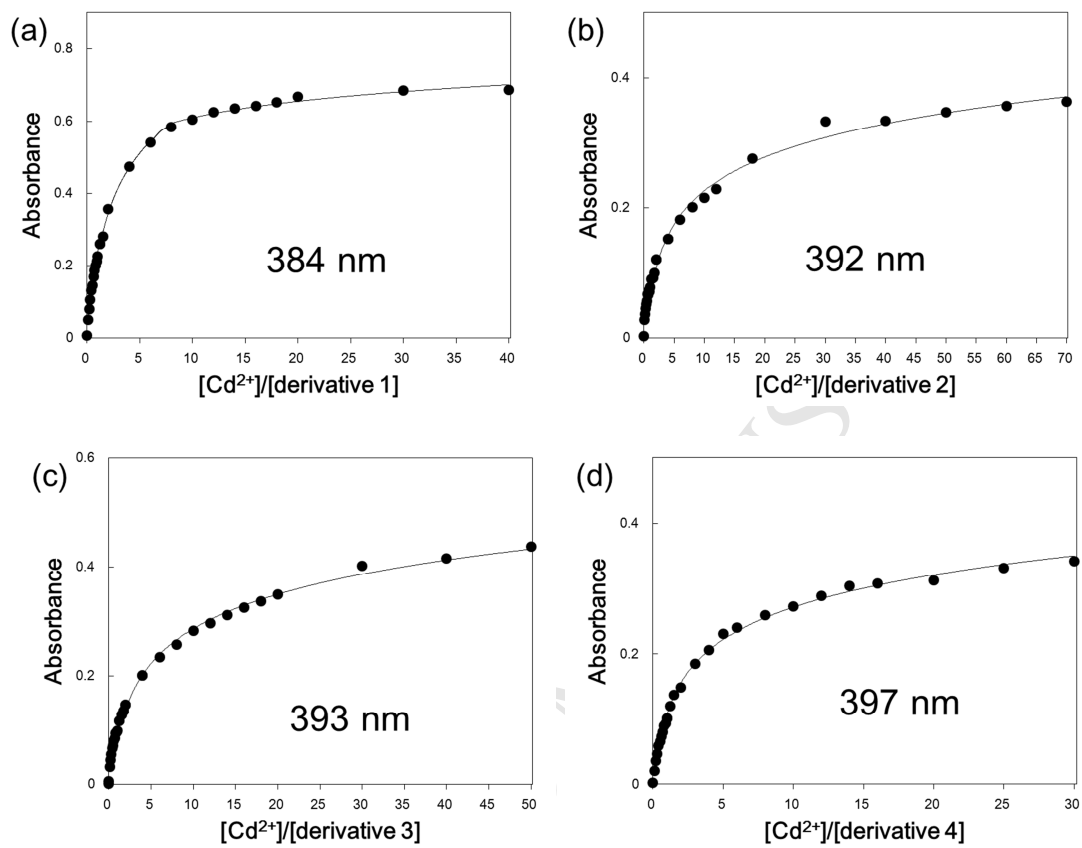 (a)
Absorbance
0.8
0.6
0.4
0.2
0
384 nm
0 5 10 15 20 25 30 35 40
[Cd²⁺]/[derivative 1]
(b)
Absorbance
0.4
0.2
0
392 nm
0 5 10 15 20 25 30 35 40 45 50 55 60 65 70
[Cd²⁺]/[derivative 2]
(c)
Absorbance
0.6
0.4
0.2
0
393 nm
0 5 10 15 20 25 30 35 40 45 50
[Cd²⁺]/[derivative 3]
(d)
Absorbance
0.4
0.2
0
397 nm
0 5 10 15 20 25 30
[Cd²⁺]/[derivative 4]